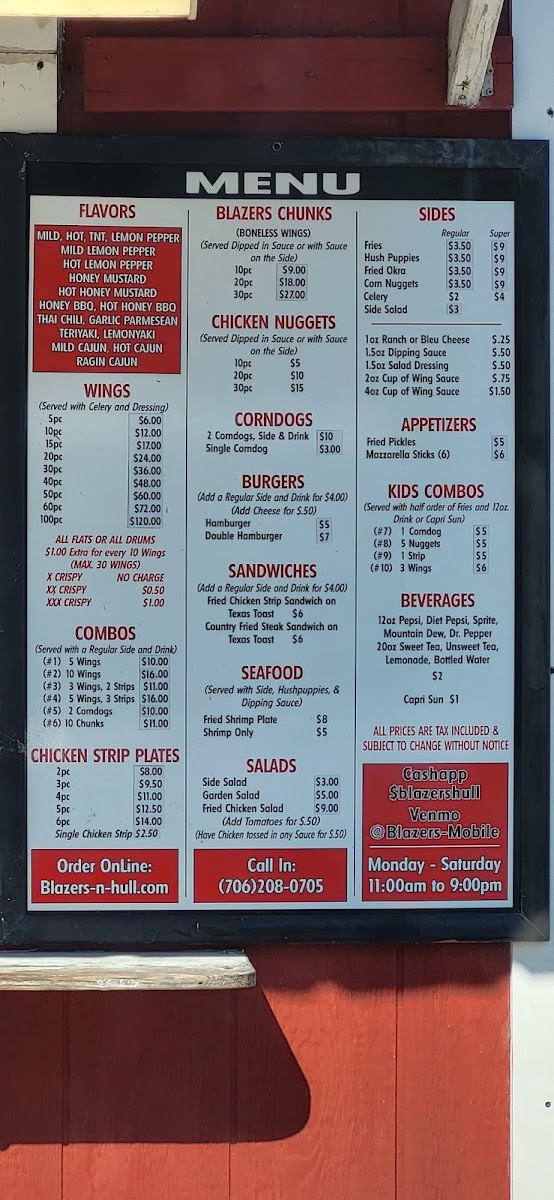 MENU
FLAVORS
MILD, HOT, TNT, LEMON PEPPER
MILD LEMON PEPPER
HOT LEMON PEPPER
HONEY MUSTARD
HOT HONEY MUSTARD
HONEY BBQ, HOT HONEY BBQ
THAI CHILI, GARLIC PARMESEAN
TERIYAKI, LEMONYAKI
MILD CAJUN, HOT CAJUN
RAGIN CAJUN
WINGS
(Served with Celery and Dressing)
5pc $6.00
10pc $12.00
15pc $17.00
20pc $24.00
30pc $36.00
40pc $48.00
50pc $60.00
60pc $72.00
100pc $120.00
ALL FLATS OR ALL DRUMS
$1.00 Extra for every 10 Wings
(MAX. 30 WINGS)
X CRISPY NO CHARGE
XX CRISPY $0.50
XXX CRISPY $1.00
COMBOS
(Served with a Regular Side and Drink)
(#1) 5 Wings $10.00
(#2) 10 Wings $16.00
(#3) 3 Wings, 2 Strips $11.00
(#4) 5 Wings, 3 Strips $16.00
(#5) 2 Corndogs $10.00
(#6) 10 Chunks $11.00
CHICKEN STRIP PLATES
2pc $8.00
3pc $9.50
4pc $11.00
5pc $12.50
6pc $14.00
Single Chicken Strip $2.50
Order OnLine:
Blazers-n-hull.com
BLAZERS CHUNKS
(BONELESS WINGS)
(Served Dipped in Sauce or with Sauce
on the Side)
10pc $9.00
20pc $18.00
30pc $27.00
CHICKEN NUGGETS
(Served Dipped in Sauce or with Sauce
on the Side)
10pc $5
20pc $10
30pc $15
CORNDOGS
2 Corndogs, Side & Drink $10
Single Corndog $3.00
BURGERS
(Add a Regular Side and Drink for $4.00)
(Add Cheese for $.50)
Hamburger $5
Double Hamburger $7
SANDWICHES
(Add a Regular Side and Drink for $4.00)
Fried Chicken Strip Sandwich on
Texas Toast $6
Country Fried Steak Sandwich on
Texas Toast $6
SEAFOOD
(Served with Side, Hushpuppies, &
Dipping Sauce)
Fried Shrimp Plate $8
Shrimp Only $5
SALADS
Side Salad $3.00
Garden Salad $5.00
Fried Chicken Salad $9.00
(Add Tomatoes for $.50)
(Have Chicken tossed in any Sauce for $.50)
Call In:
(706)208-0705
SIDES
Regular Super
Fries $3.50 $9
Hush Puppies $3.50 $9
Fried Okra $3.50 $9
Corn Nuggets $3.50 $9
Celery $2 $4
Side Salad $3
1oz Ranch or Bleu Cheese $.25
1.5oz Dipping Sauce $.50
1.5oz Salad Dressing $.50
2oz Cup of Wing Sauce $.75
4oz Cup of Wing Sauce $1.50
APPETIZERS
Fried Pickles $5
Mozzarella Sticks (6) $6
KIDS COMBOS
(Served with half order of Fries and 12oz.
Drink or Capri Sun)
(#7) 1 Corndog $5
(#8) 5 Nuggets $5
(#9) 1 Strip $5
(#10) 3 Wings $6
BEVERAGES
12oz Pepsi, Diet Pepsi, Sprite,
Mountain Dew, Dr. Pepper
20oz Sweet Tea, Unsweet Tea,
Lemonade, Bottled Water
$2
Capri Sun $1
ALL PRICES ARE TAX INCLUDED &
SUBJECT TO CHANGE WITHOUT NOTICE
Cashapp
$blazershull
Venmo
@Blazers-Mobile
Monday - Saturday
11:00am to 9:00pm